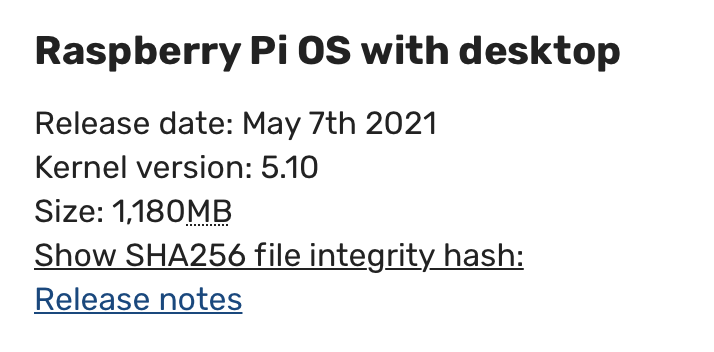 Raspberry Pi OS with desktop
Release date: May 7th 2021
Kernel version: 5.10
Size: 1,180MB
Show SHA256 file integrity hash:
Release notes